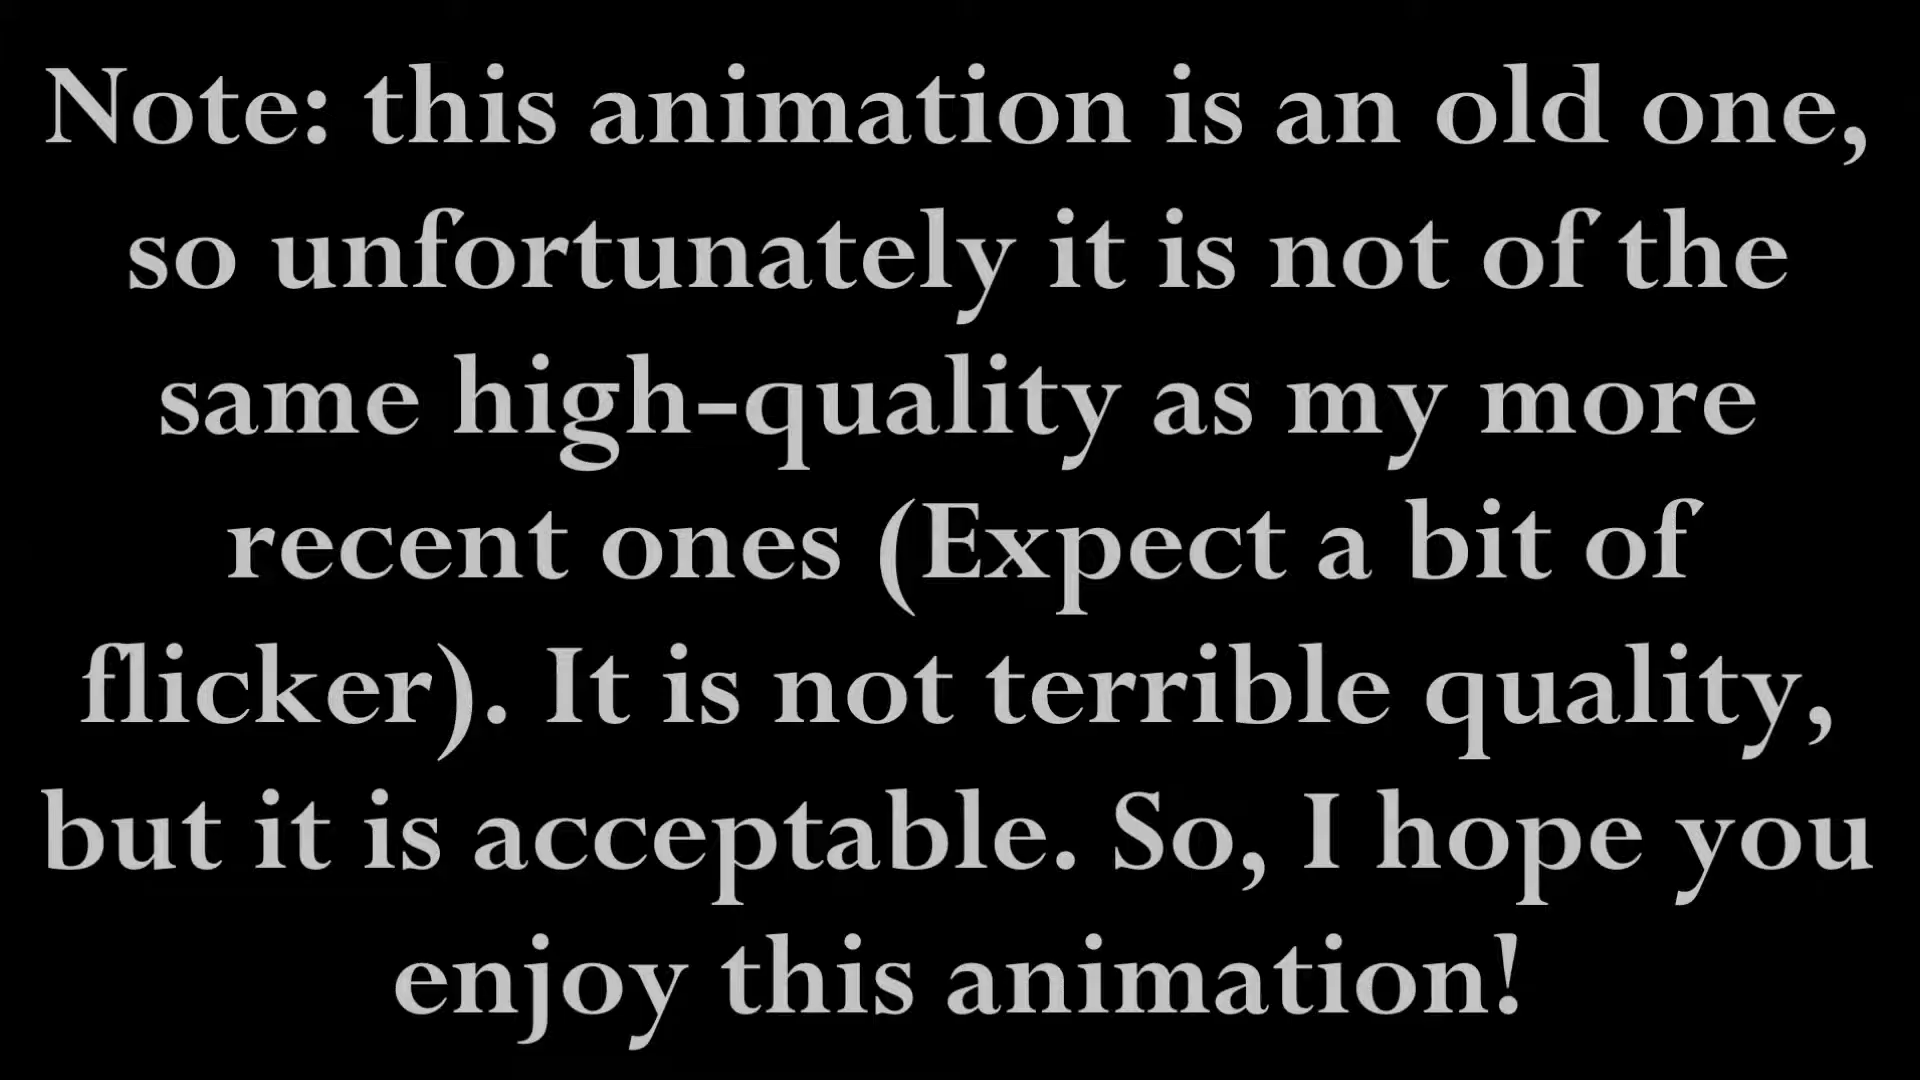 Note: this animation is an old one,
so unfortunately it is not of the
same high-quality as my more
recent ones (Expect a bit of
flicker). It is not terrible quality,
but it is acceptable. So, I hope you
enjoy this animation!